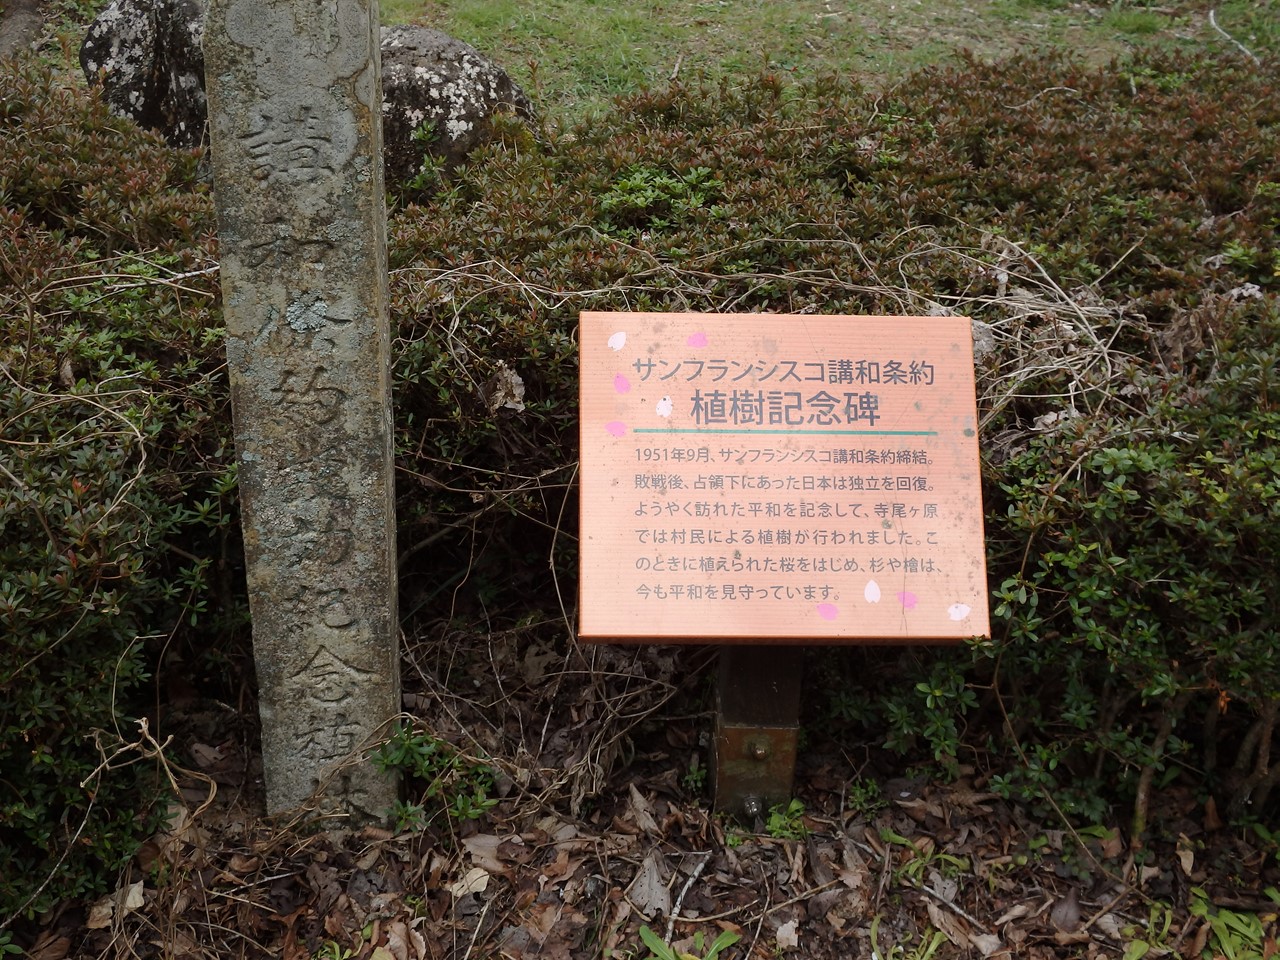 講和條約發効紀念植木
サンフランシスコ講和条約
植樹記念碑
1951年9月、サンフランシスコ講和条約締結。
敗戦後、占領下にあった日本は独立を回復。
ようやく訪れた平和を記念して、寺尾ヶ原
では村民による植樹が行われました。こ
のときに植えられた桜をはじめ、杉や檜は、
今も平和を見守っています。